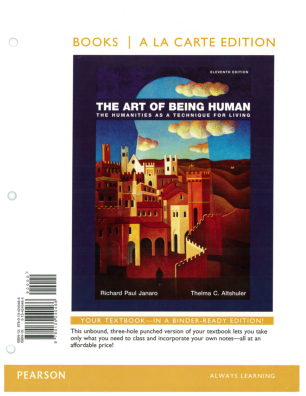 BOOKS | A LA CARTE EDITION
ELEVENTH EDITION
THE ART OF BEING HUMAN
THE HUMANITIES AS A TECHNIQUE FOR LIVING
Richard Paul Janaro
Thelma C. Altshuler
YOUR TEXTBOOK—IN A BINDER-READY EDITION!
This unbound, three-hole punched version of your textbook lets you take
only what you need to class and incorporate your own notes—all at an
affordable price!
PEARSON
ALWAYS LEARNING